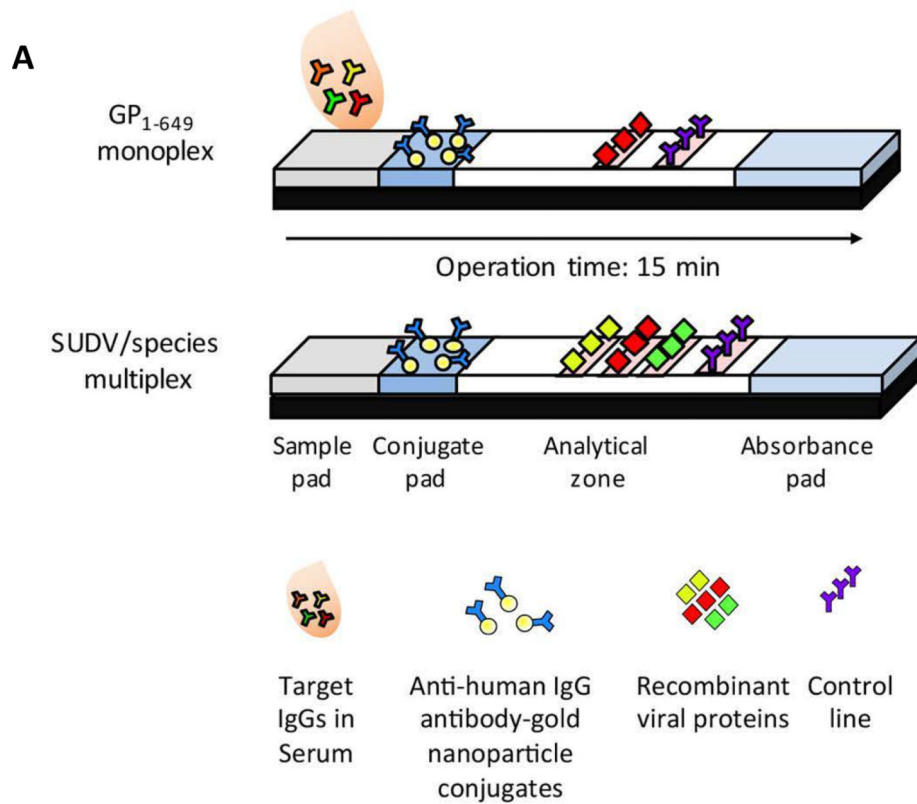 A
GP1-649
monoplex
Operation time: 15 min
SUDV/species
multiplex
Sample
pad
Conjugate
pad
Analytical
zone
Absorbance
pad
Target
IgGs in
Serum
Anti-human IgG
antibody-gold
nanoparticle
conjugates
Recombinant
viral proteins
Control
line